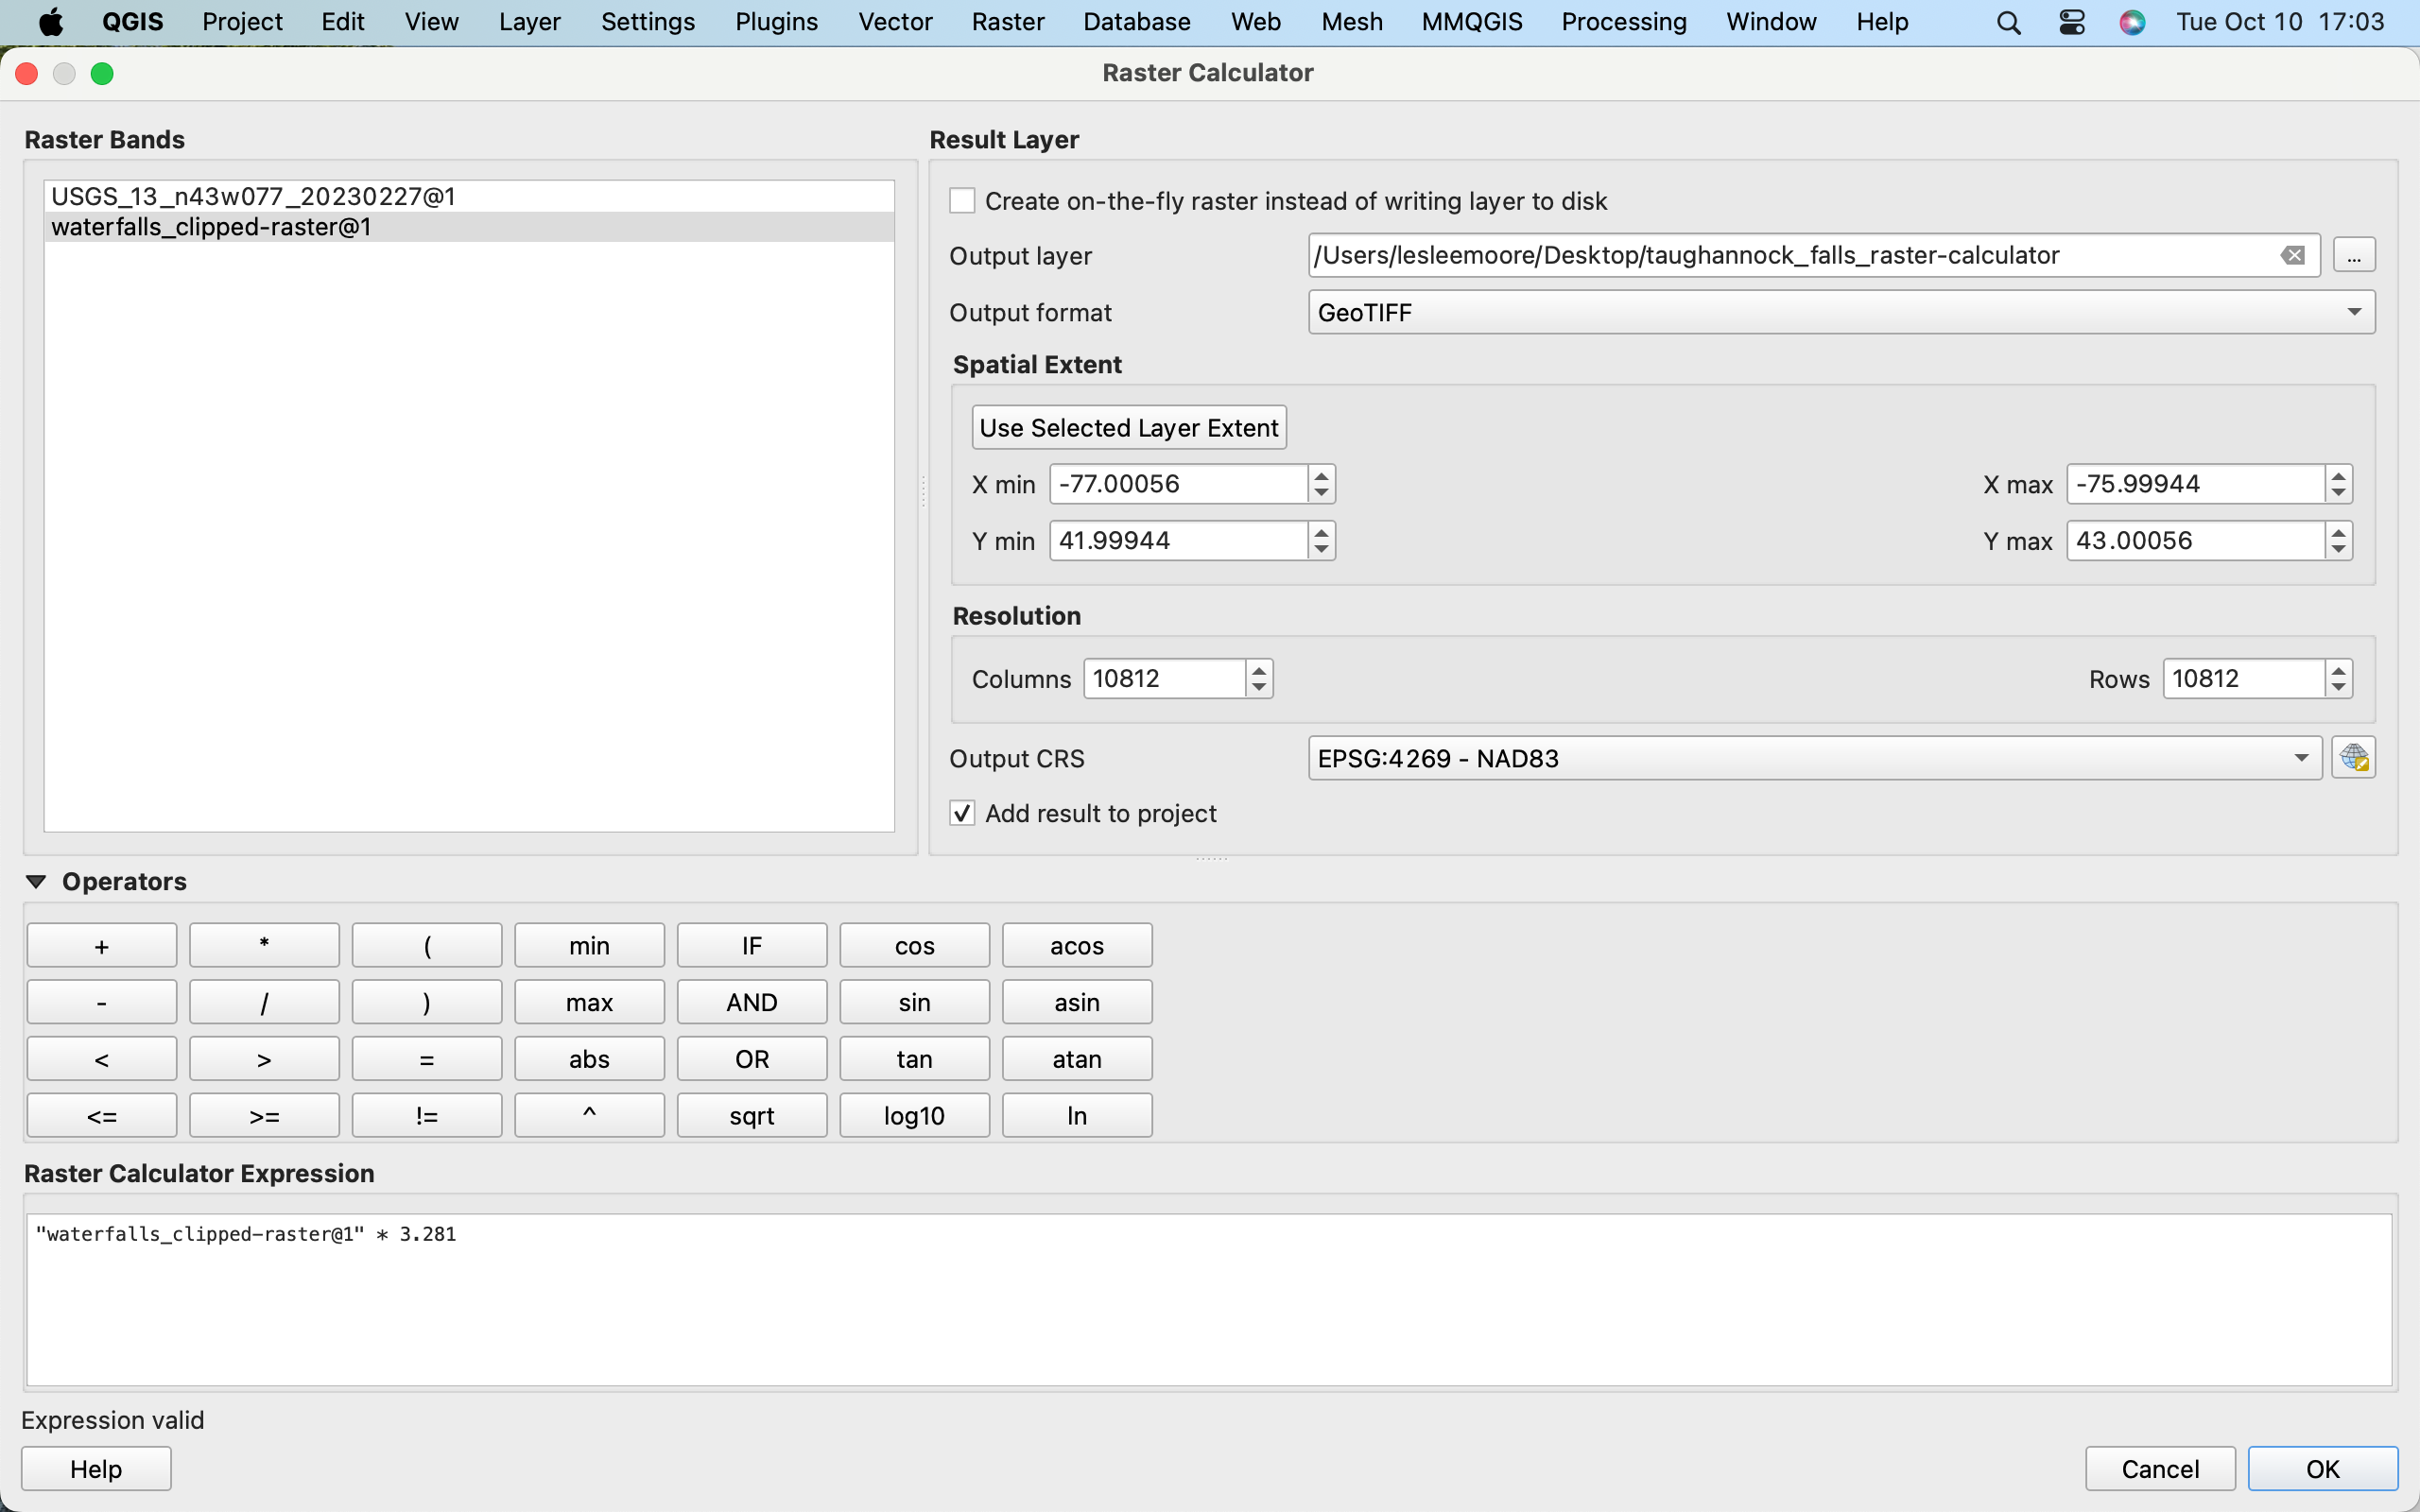 QGIS Project Edit View Layer Settings Plugins Vector Raster Database Web Mesh MMQGIS Processing Window Help Tue Oct 10 17:03
Raster Calculator
Raster Bands
USGS_13_n43w077_20230227@1
waterfalls_clipped-raster@1
Result Layer
Create on-the-fly raster instead of writing layer to disk
Output layer /Users/lesleemoore/Desktop/taughannock_falls_raster-calculator ...
Output format GeoTIFF
Spatial Extent
Use Selected Layer Extent
X min -77.00056 X max -75.99944
Y min 41.99944 Y max 43.00056
Resolution
Columns 10812 Rows 10812
Output CRS EPSG:4269 - NAD83
Add result to project
Operators
+ * ( min IF cos acos
- / ) max AND sin asin
< > = abs OR tan atan
<= >= != ^ sqrt log10 ln
Raster Calculator Expression
"waterfalls_clipped-raster@1" * 3.281
Expression valid
Help Cancel OK